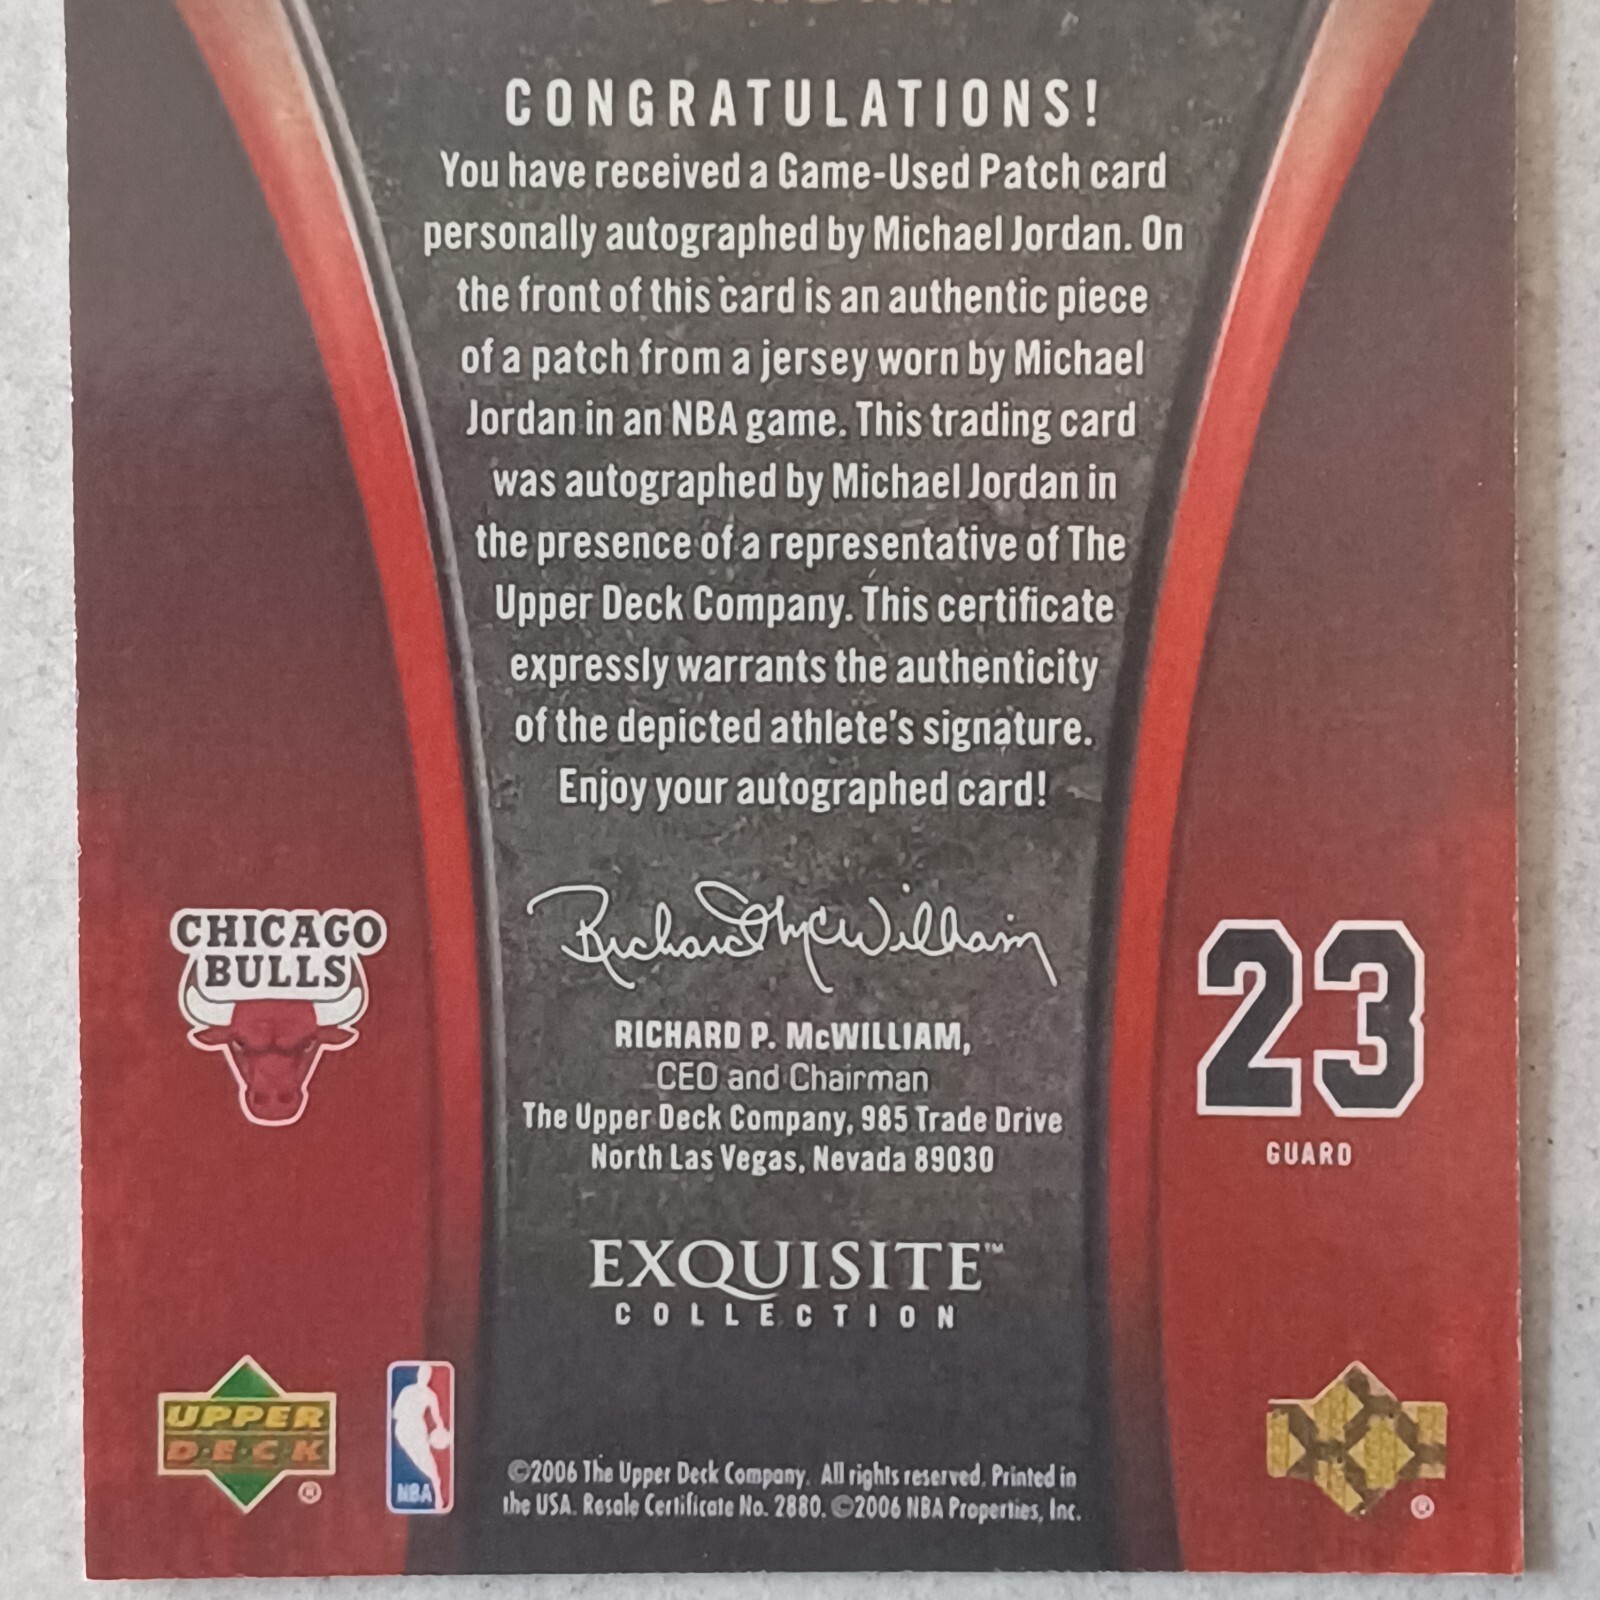 CONGRATULATIONS!
You have received a Game-Used Patch card
personally autographed by Michael Jordan. On
the front of this card is an authentic piece
of a patch from a jersey worn by Michael
Jordan in an NBA game. This trading card
was autographed by Michael Jordan in
the presence of a representative of The
Upper Deck Company. This certificate
expressly warrants the authenticity
of the depicted athlete's signature.
Enjoy your autographed card!
Richard McWilliam
RICHARD P. McWILLIAM,
CEO and Chairman
The Upper Deck Company, 985 Trade Drive
North Las Vegas, Nevada 89030
CHICAGO
BULLS
23
GUARD
EXQUISITE™
COLLECTION
UPPER
D·E·C·K
®
NBA
©2006 The Upper Deck Company. All rights reserved. Printed in
the USA. Resale Certificate No. 2880. ©2006 NBA Properties, Inc.
®